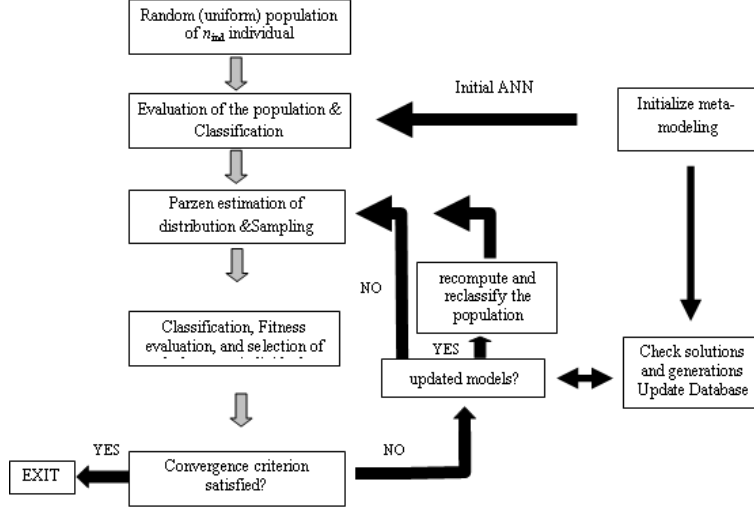 Random (uniform) population
of nind individual
Initial ANN
Evaluation of the population &
Classification
Initialize meta-
modeling
Parzen estimation of
distribution &Sampling
NO
recompute and
reclassify the
population
Classification, Fitness
evaluation, and selection of
YES
updated models?
Check solutions
and generations
Update Database
YES
Convergence criterion
satisfied?
NO
EXIT